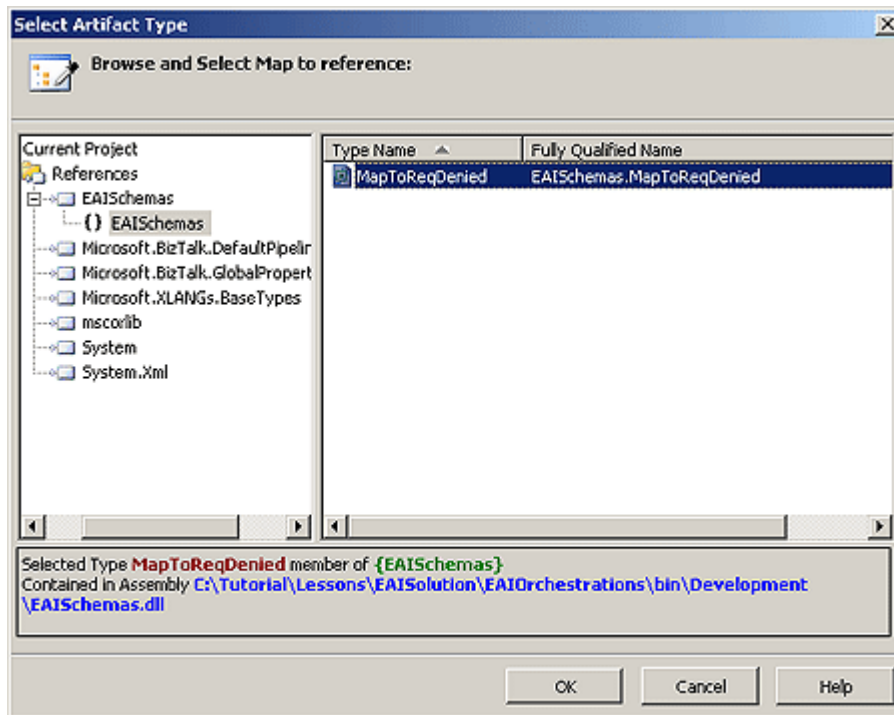 Select Artifact Type
Browse and Select Map to reference:
Current Project
References
EAISchemas
{} EAISchemas
Microsoft.BizTalk.DefaultPipelin
Microsoft.BizTalk.GlobalPropert
Microsoft.XLANGs.BaseTypes
mscorlib
System
System.Xml
Type Name Fully Qualified Name
MapToReqDenied EAISchemas.MapToReqDenied
Selected Type MapToReqDenied member of {EAISchemas}
Contained in Assembly C:\Tutorial\Lessons\EAISolution\EAIOrchestrations\bin\Development
\EAISchemas.dll
OK Cancel Help